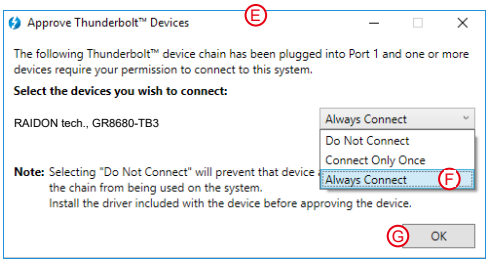 Approve Thunderbolt™ Devices
E
The following Thunderbolt™ device chain has been plugged into Port 1 and one or more
devices require your permission to connect to this system.
Select the devices you wish to connect:
RAIDON tech., GR8680-TB3
Always Connect
Do Not Connect
Connect Only Once
Always Connect
F
Note: Selecting "Do Not Connect" will prevent that device
the chain from being used on the system.
Install the driver included with the device before approving the device.
G
OK